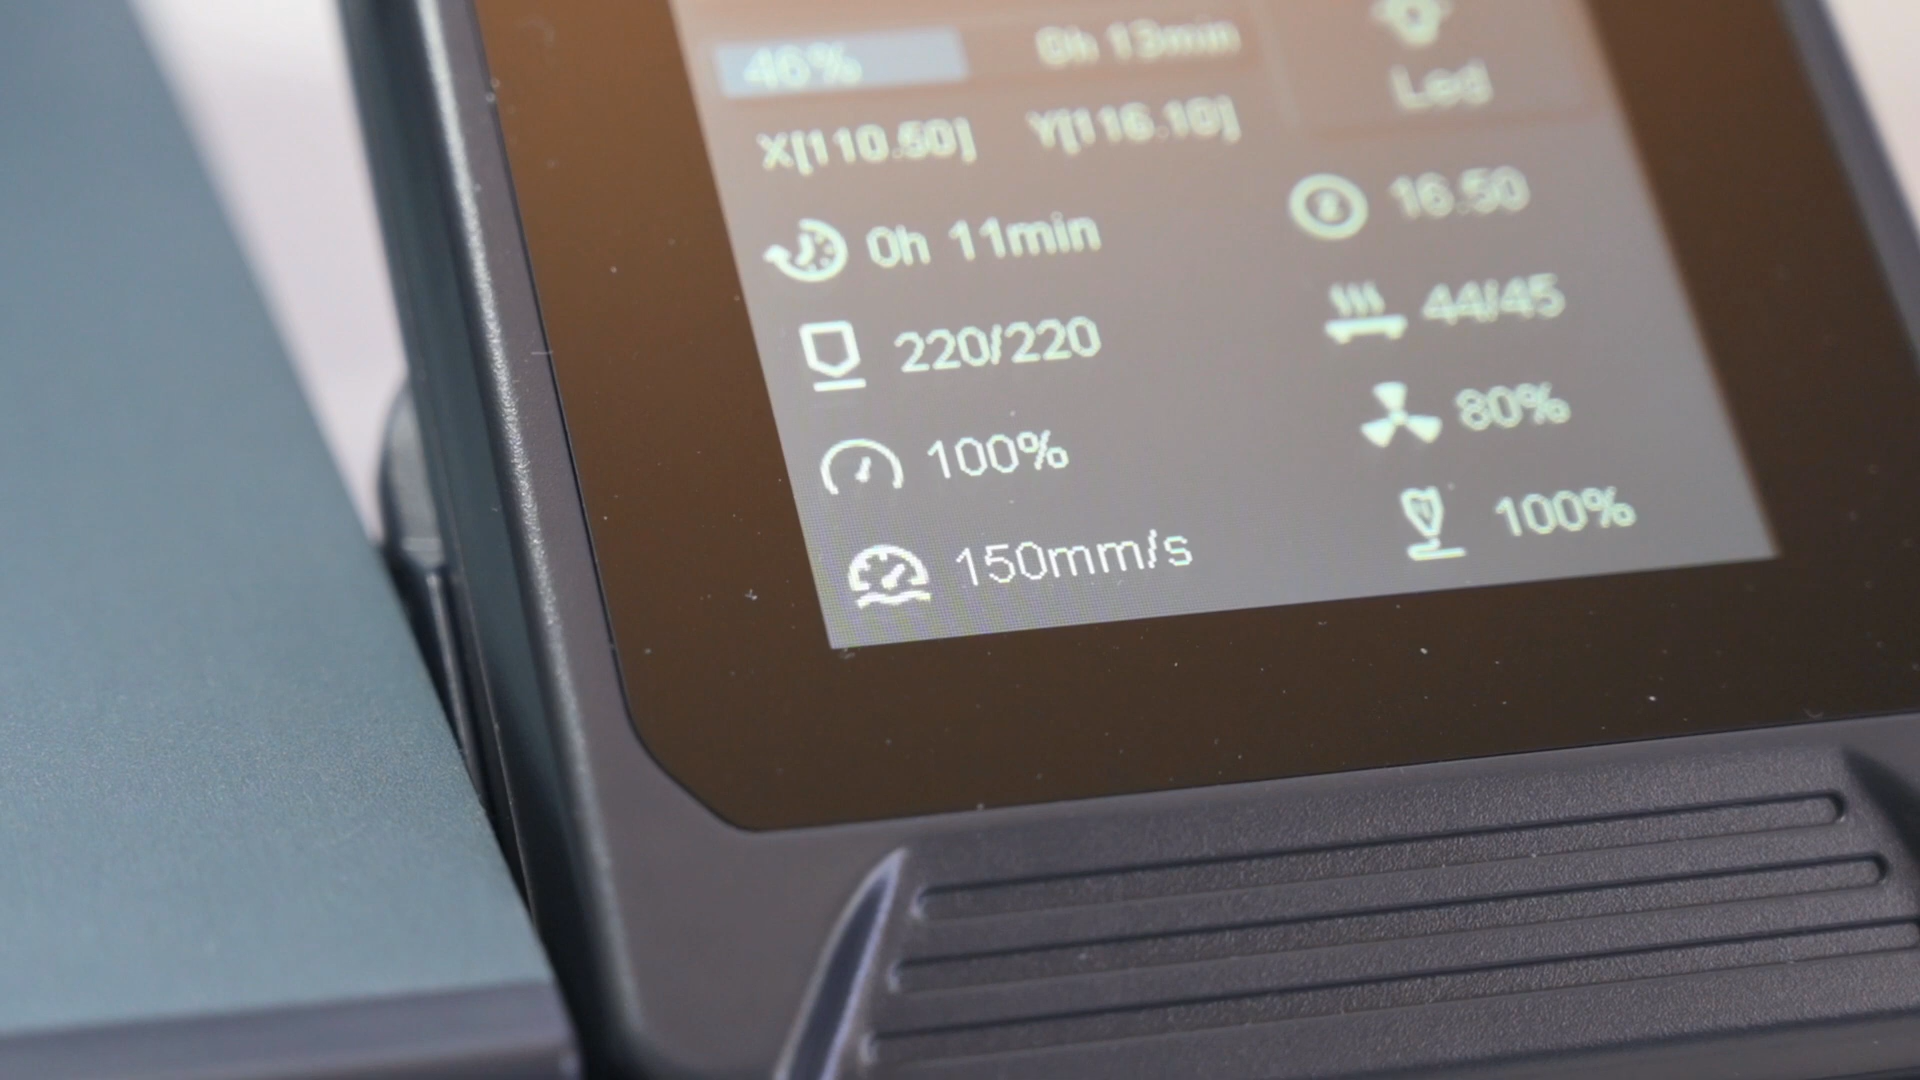 46% 0h 13min
Led
X[110.50] Y[116.10]
0h 11min 16.50
220/220 44/45
100% 80%
150mm/s 100%